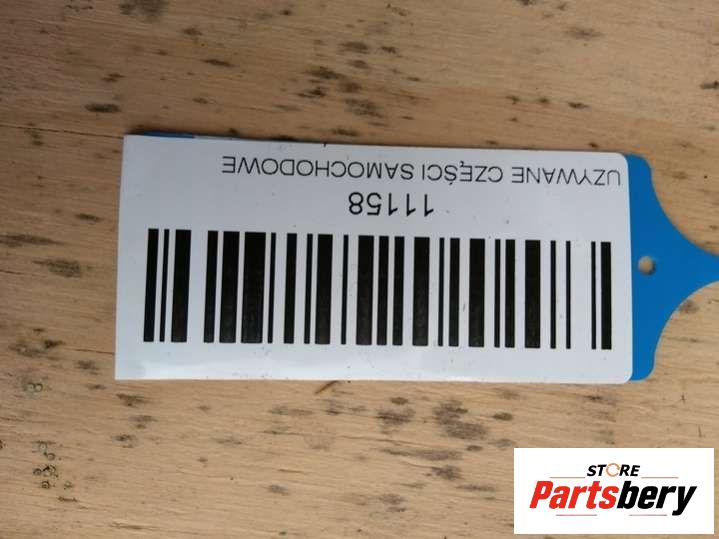 UZYWANE CZĘŚCI SAMOCHODOWE
11158
STORE
Partsbery